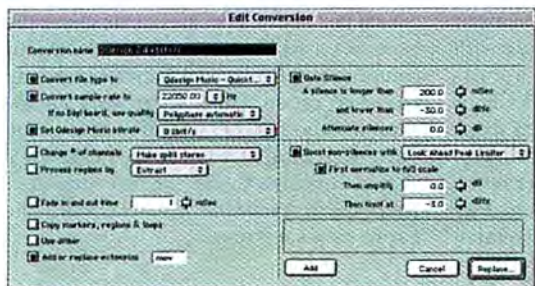 Edit Conversion
Conversion name
Convert file type to
Qdesign Music – Quickt...
Convert sample-rate to
22050.00
Hz
If no Digi board, use quality
Polyphase automatic
Set Qdesign Music bitrate
Change # of channels
Make split stereo
Process regions by
Extract
Fade in and out time
1
mSec
Copy markers, regions & loops
Use other
Add or replace extension
mov
Gate Silence
A silence is longer than
200.0
mSec
and lower than
-50.0
dBfs
Attenuate silences
0.0
dB
Boost non-silences with
Look Ahead Peak Limiter
First normalize to full scale
Then amplify
0.0
dB
Then limit at
dBfs
Add
Cancel
Replace...